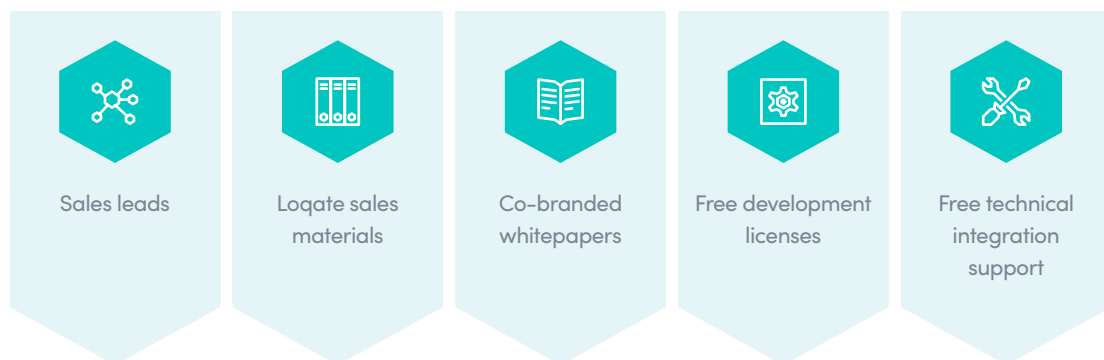 Sales leads
Loqate sales
materials
Co-branded
whitepapers
Free development
licenses
Free technical
integration
support